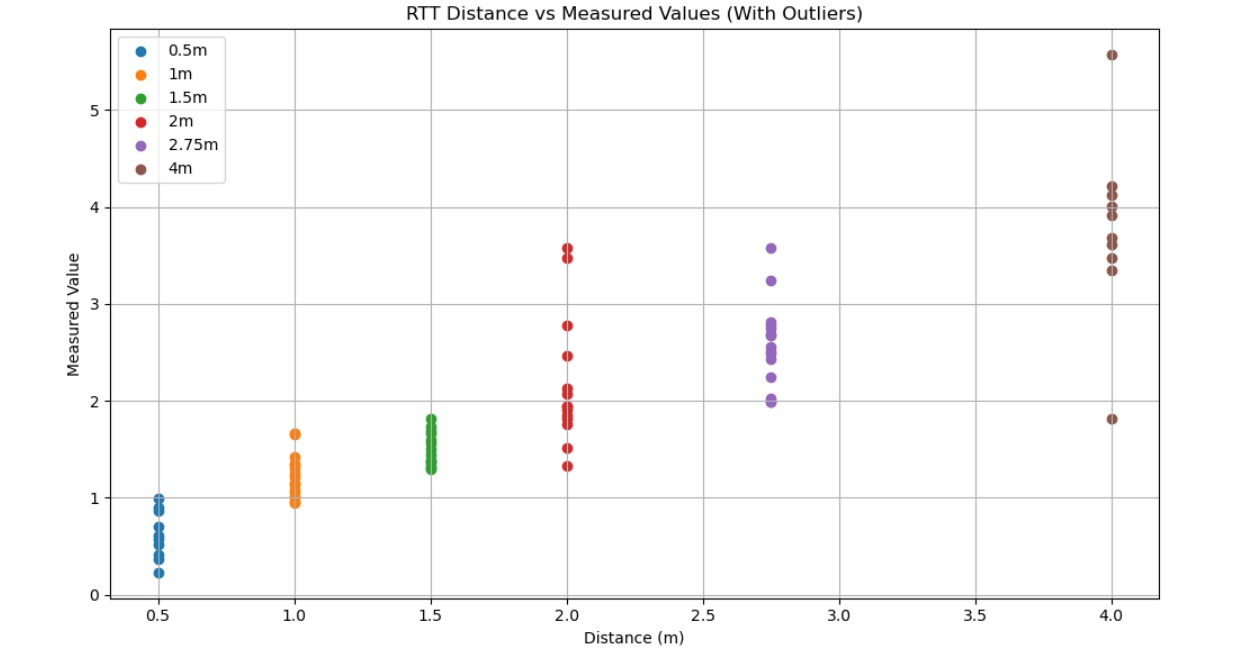 RTT Distance vs Measured Values (With Outliers)
0.5m
1m
1.5m
2m
2.75m
4m
Measured Value
5
4
3
2
1
0
0.5 1.0 1.5 2.0 2.5 3.0 3.5 4.0
Distance (m)